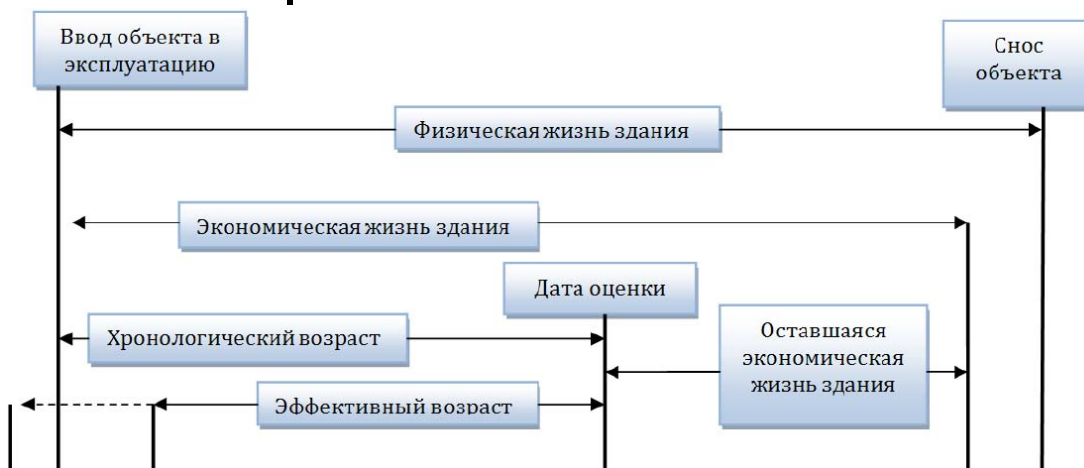 Ввод объекта в
эксплуатацию
Снос
объекта
Физическая жизнь здания
Экономическая жизнь здания
Дата оценки
Хронологический возраст
Оставшаяся
экономическая
жизнь здания
Эффективный возраст